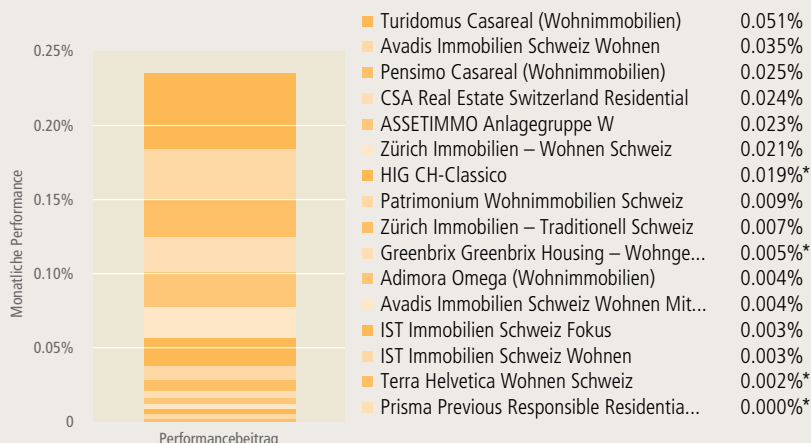 Monatliche Performance
0.25%
0.20%
0.15%
0.10%
0.05%
0
Performancebeitrag
Turidomus Casareal (Wohnimmobilien) 0.051%
Avadis Immobilien Schweiz Wohnen 0.035%
Pensimo Casareal (Wohnimmobilien) 0.025%
CSA Real Estate Switzerland Residential 0.024%
ASSETIMMO Anlagegruppe W 0.023%
Zürich Immobilien – Wohnen Schweiz 0.021%
HIG CH-Classico 0.019%*
Patrimonium Wohnimmobilien Schweiz 0.009%
Zürich Immobilien – Traditionell Schweiz 0.007%
Greenbrix Greenbrix Housing – Wohnge... 0.005%*
Adimora Omega (Wohnimmobilien) 0.004%
Avadis Immobilien Schweiz Wohnen Mit... 0.004%
IST Immobilien Schweiz Fokus 0.003%
IST Immobilien Schweiz Wohnen 0.003%
Terra Helvetica Wohnen Schweiz 0.002%*
Prisma Previous Responsible Residentia... 0.000%*